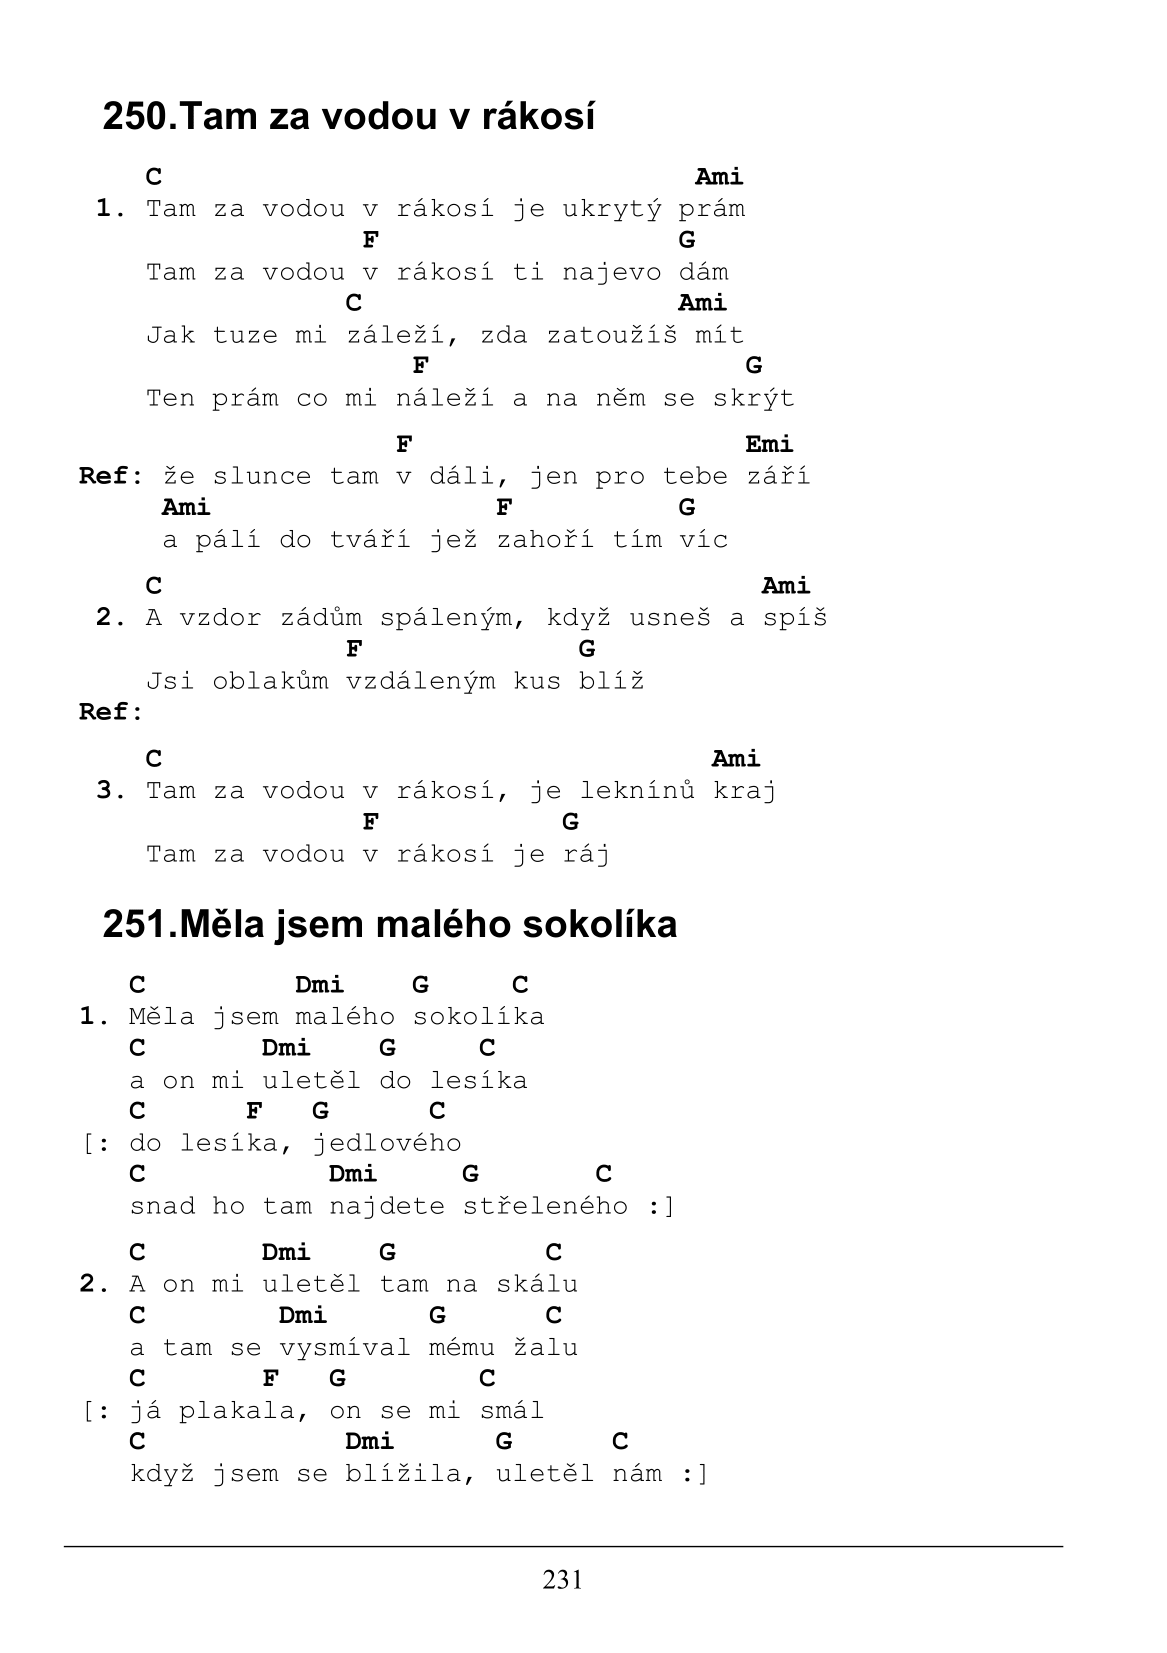 250.Tam za vodou v rákosí
C Ami
1. Tam za vodou v rákosí je ukrytý prám
F G
Tam za vodou v rákosí ti najevo dám
C Ami
Jak tuze mi záleží, zda zatoužíš mít
F G
Ten prám co mi náleží a na něm se skrýt
F Emi
Ref: že slunce tam v dáli, jen pro tebe září
Ami F G
a pálí do tváří jež zahoří tím víc
C Ami
2. A vzdor zádům spáleným, když usneš a spíš
F G
Jsi oblakům vzdáleným kus blíž
Ref:
C Ami
3. Tam za vodou v rákosí, je leknínů kraj
F G
Tam za vodou v rákosí je ráj
251.Měla jsem malého sokolíka
C Dmi G C
1. Měla jsem malého sokolíka
C Dmi G C
a on mi uletěl do lesíka
C F G C
[: do lesíka, jedlového
C Dmi G C
snad ho tam najdete střeleného :]
C Dmi G C
2. A on mi uletěl tam na skálu
C Dmi G C
a tam se vysmíval mému žalu
C F G C
[: já plakala, on se mi smál
C Dmi G C
když jsem se blížila, uletěl nám :]
231